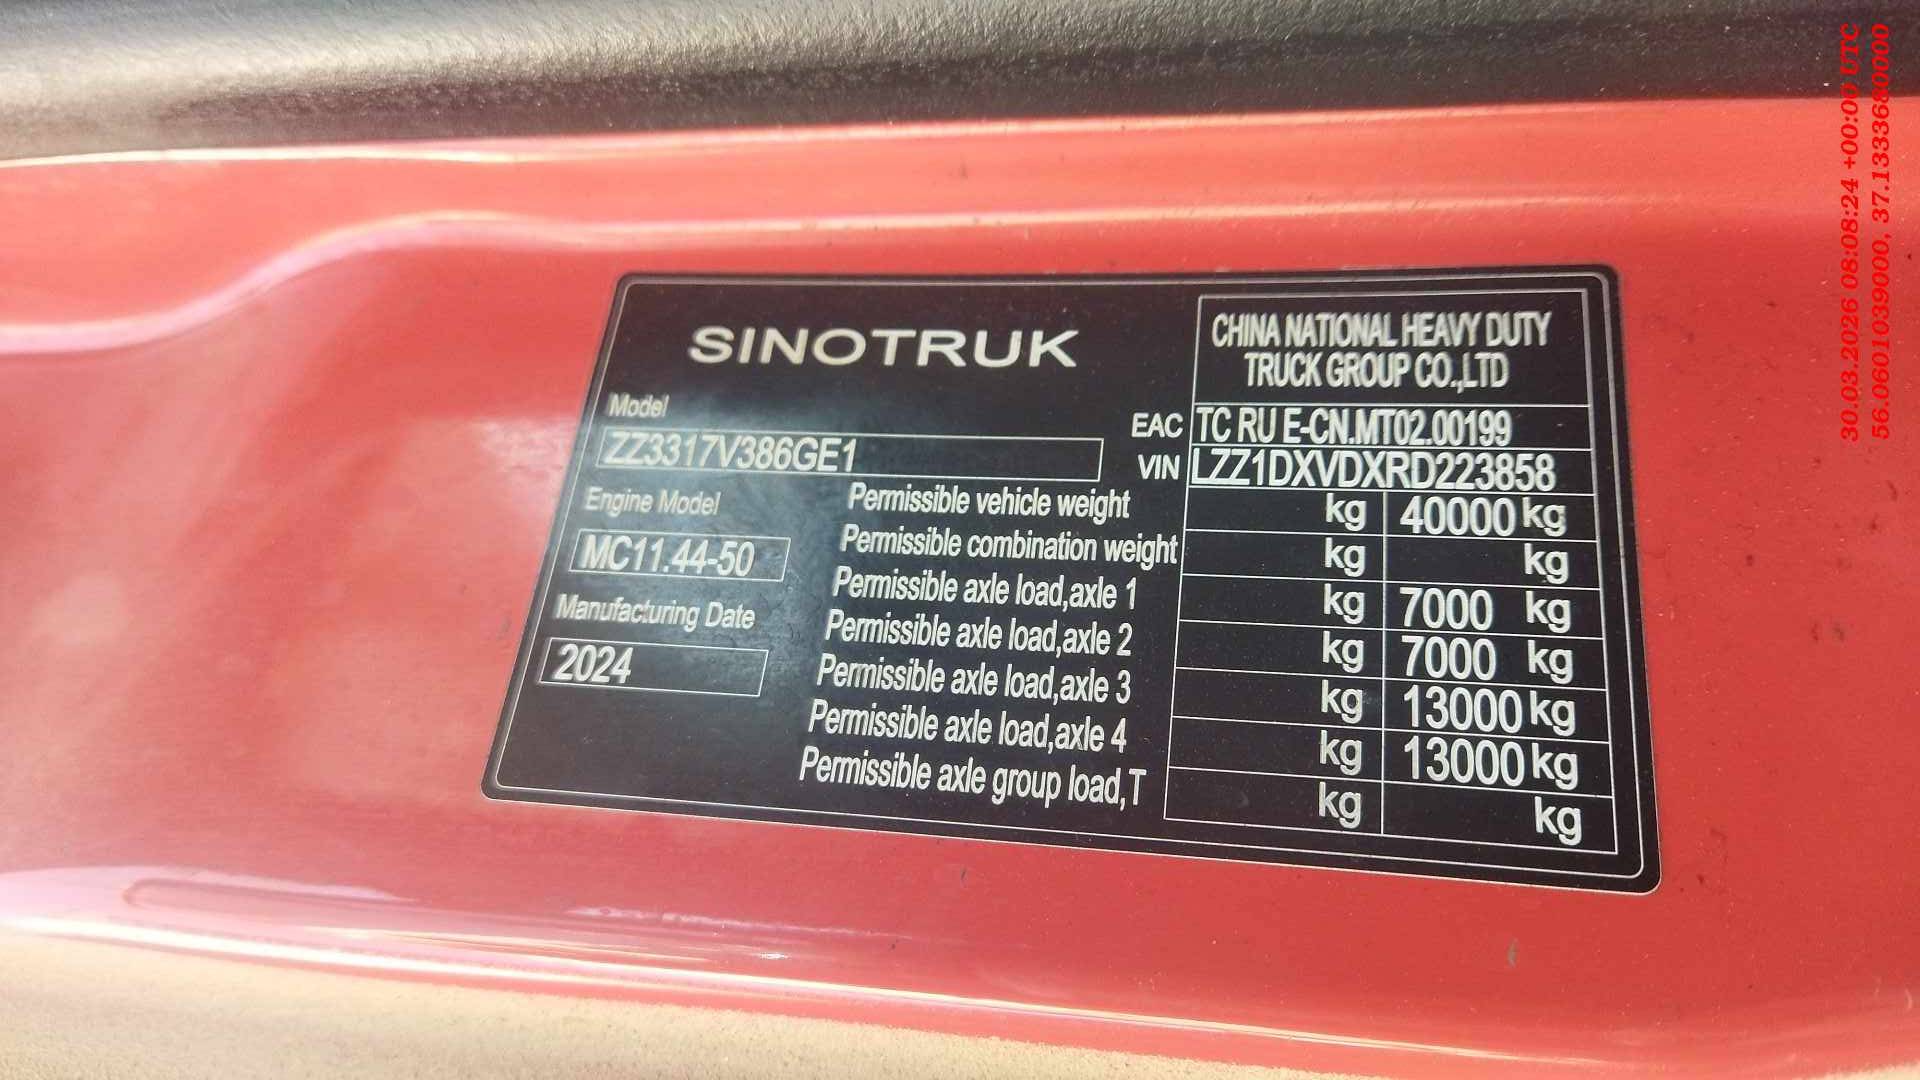 SINOTRUK
CHINA NATIONAL HEAVY DUTY
TRUCK GROUP CO.,LTD
Model
ZZ3317V386GE1
EAC TC RU E-CN.MT02.00199
VIN LZZ1DXVDXRD223858
Engine Model
MC11.44-50
Manufacturing Date
2024
Permissible vehicle weight kg 40000 kg
Permissible combination weight kg kg
Permissible axle load,axle 1 kg 7000 kg
Permissible axle load,axle 2 kg 7000 kg
Permissible axle load,axle 3 kg 13000 kg
Permissible axle load,axle 4 kg 13000 kg
Permissible axle group load,T kg kg
30.03.2026 08:08:24 +00:00 UTC
56.0601039000, 37.1333680000